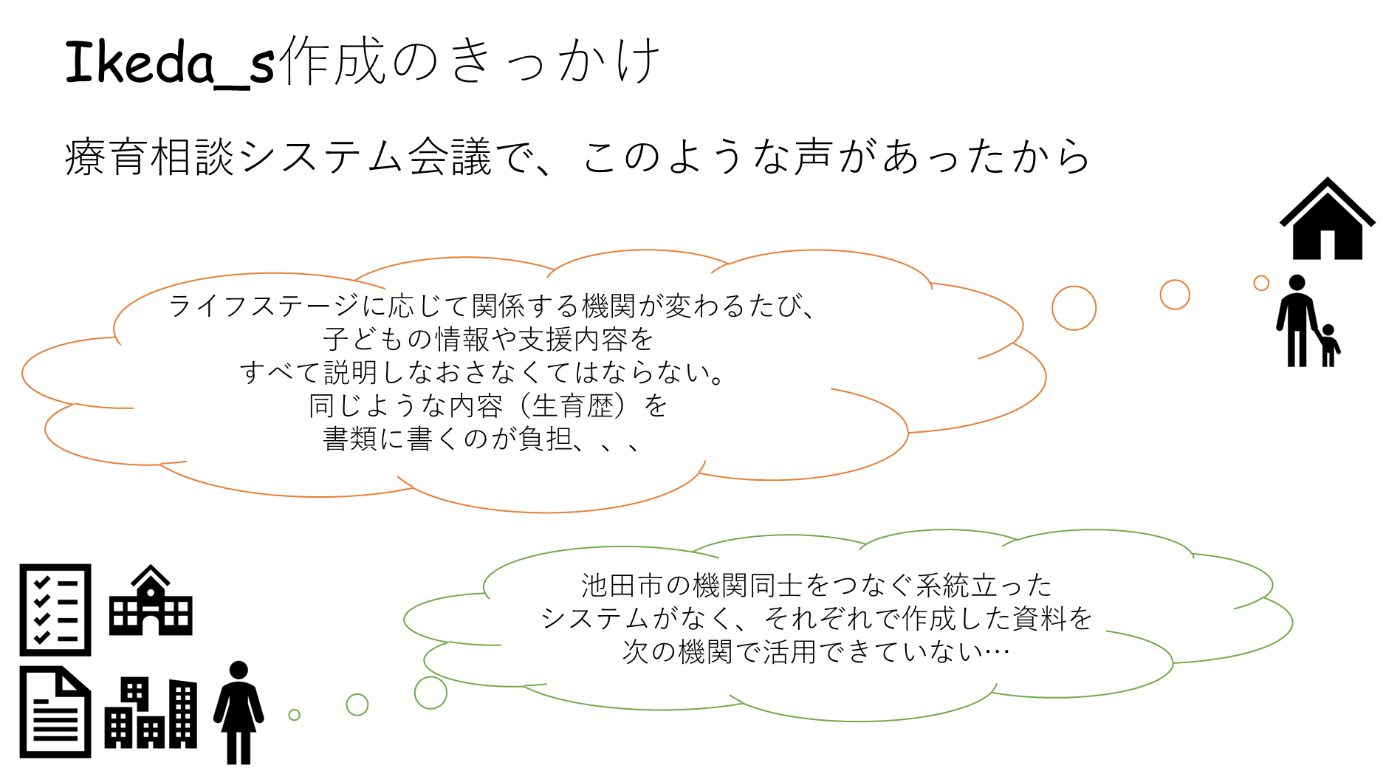 Ikeda_s作成のきっかけ
療育相談システム会議で、このような声があったから
ライフステージに応じて関係する機関が変わるたび、
子どもの情報や支援内容を
すべて説明しなおさなくてはならない。
同じような内容（生育歴）を
書類に書くのが負担、、、
池田市の機関同士をつなぐ系統立った
システムがなく、それぞれで作成した資料を
次の機関で活用できていない…